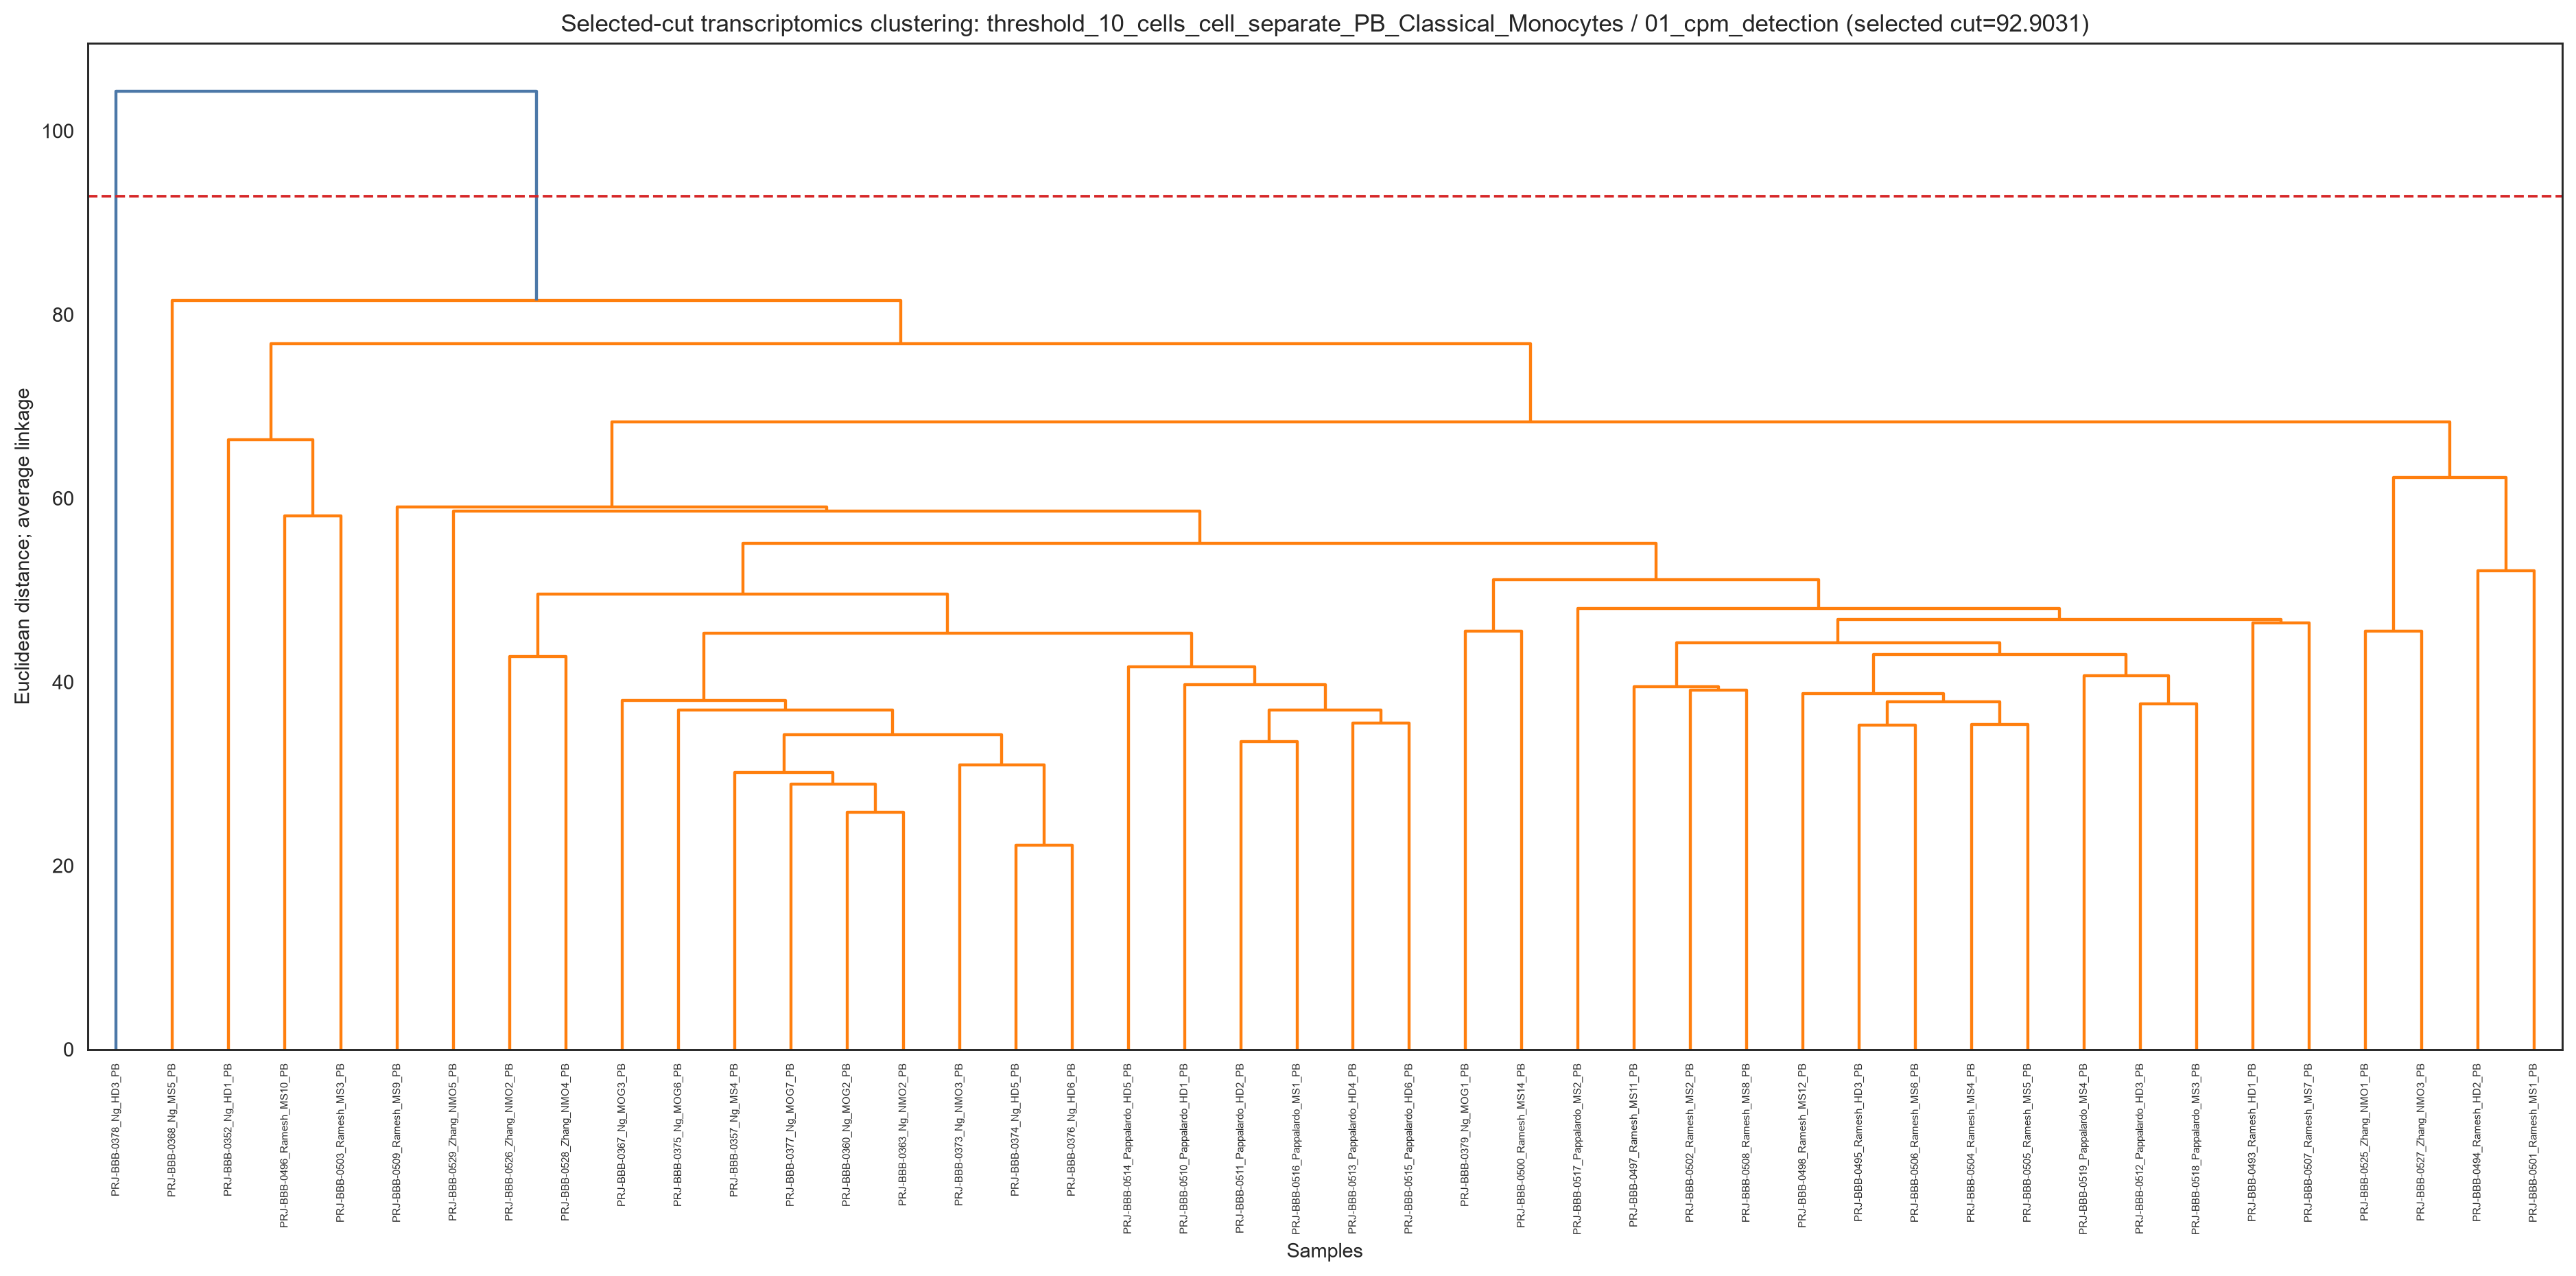 Selected-cut transcriptomics clustering: threshold_10_cells_cell_separate_PB_Classical_Monocytes / 01_cpm_detection (selected cut=92.9031)
Euclidean distance; average linkage
100
80
60
40
20
0
PRJ-BBB-0378_Ng_HD3_PB
PRJ-BBB-0368_Ng_MS5_PB
PRJ-BBB-0352_Ng_HD1_PB
PRJ-BBB-0496_Ramesh_MS10_PB
PRJ-BBB-0503_Ramesh_MS3_PB
PRJ-BBB-0509_Ramesh_MS9_PB
PRJ-BBB-0529_Zhang_NMO5_PB
PRJ-BBB-0526_Zhang_NMO2_PB
PRJ-BBB-0528_Zhang_NMO4_PB
PRJ-BBB-0367_Ng_MOG3_PB
PRJ-BBB-0375_Ng_MOG6_PB
PRJ-BBB-0357_Ng_MS4_PB
PRJ-BBB-0377_Ng_MOG7_PB
PRJ-BBB-0360_Ng_MOG2_PB
PRJ-BBB-0363_Ng_NMO2_PB
PRJ-BBB-0373_Ng_NMO3_PB
PRJ-BBB-0374_Ng_HD5_PB
PRJ-BBB-0376_Ng_HD6_PB
PRJ-BBB-0514_Pappalardo_HD5_PB
PRJ-BBB-0510_Pappalardo_HD1_PB
PRJ-BBB-0511_Pappalardo_HD2_PB
PRJ-BBB-0516_Pappalardo_MS1_PB
PRJ-BBB-0513_Pappalardo_HD4_PB
PRJ-BBB-0515_Pappalardo_HD6_PB
PRJ-BBB-0379_Ng_MOG1_PB
PRJ-BBB-0500_Ramesh_MS14_PB
PRJ-BBB-0517_Pappalardo_MS2_PB
PRJ-BBB-0497_Ramesh_MS11_PB
PRJ-BBB-0502_Ramesh_MS2_PB
PRJ-BBB-0508_Ramesh_MS8_PB
PRJ-BBB-0498_Ramesh_MS12_PB
PRJ-BBB-0495_Ramesh_HD3_PB
PRJ-BBB-0506_Ramesh_MS6_PB
PRJ-BBB-0504_Ramesh_MS4_PB
PRJ-BBB-0505_Ramesh_MS5_PB
PRJ-BBB-0519_Pappalardo_MS4_PB
PRJ-BBB-0512_Pappalardo_HD3_PB
PRJ-BBB-0518_Pappalardo_MS3_PB
PRJ-BBB-0493_Ramesh_HD1_PB
PRJ-BBB-0507_Ramesh_MS7_PB
PRJ-BBB-0525_Zhang_NMO1_PB
PRJ-BBB-0527_Zhang_NMO3_PB
PRJ-BBB-0494_Ramesh_HD2_PB
PRJ-BBB-0501_Ramesh_MS1_PB
Samples